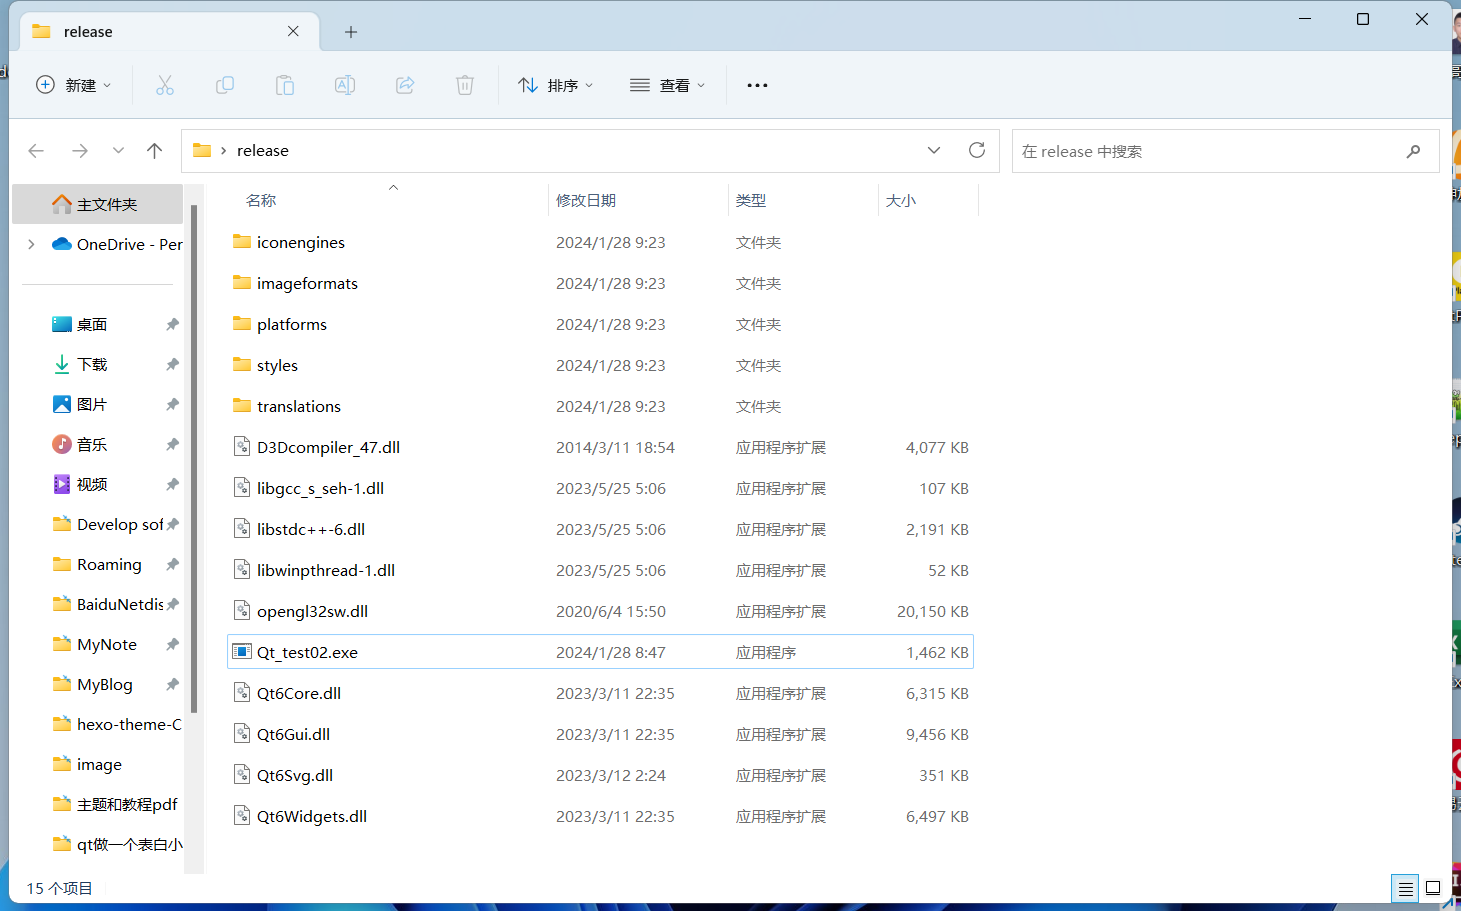 release
新建
排序
查看
release
在 release 中搜索
主文件夹
OneDrive - Per
桌面
下载
图片
音乐
视频
Develop sof
Roaming
BaiduNetdis
MyNote
MyBlog
hexo-theme-C
image
主题和教程pdf
qt做一个表白小
名称 修改日期 类型 大小
iconengines 2024/1/28 9:23 文件夹
imageformats 2024/1/28 9:23 文件夹
platforms 2024/1/28 9:23 文件夹
styles 2024/1/28 9:23 文件夹
translations 2024/1/28 9:23 文件夹
D3Dcompiler_47.dll 2014/3/11 18:54 应用程序扩展 4,077 KB
libgcc_s_seh-1.dll 2023/5/25 5:06 应用程序扩展 107 KB
libstdc++-6.dll 2023/5/25 5:06 应用程序扩展 2,191 KB
libwinpthread-1.dll 2023/5/25 5:06 应用程序扩展 52 KB
opengl32sw.dll 2020/6/4 15:50 应用程序扩展 20,150 KB
Qt_test02.exe 2024/1/28 8:47 应用程序 1,462 KB
Qt6Core.dll 2023/3/11 22:35 应用程序扩展 6,315 KB
Qt6Gui.dll 2023/3/11 22:35 应用程序扩展 9,456 KB
Qt6Svg.dll 2023/3/12 2:24 应用程序扩展 351 KB
Qt6Widgets.dll 2023/3/11 22:35 应用程序扩展 6,497 KB
15 个项目